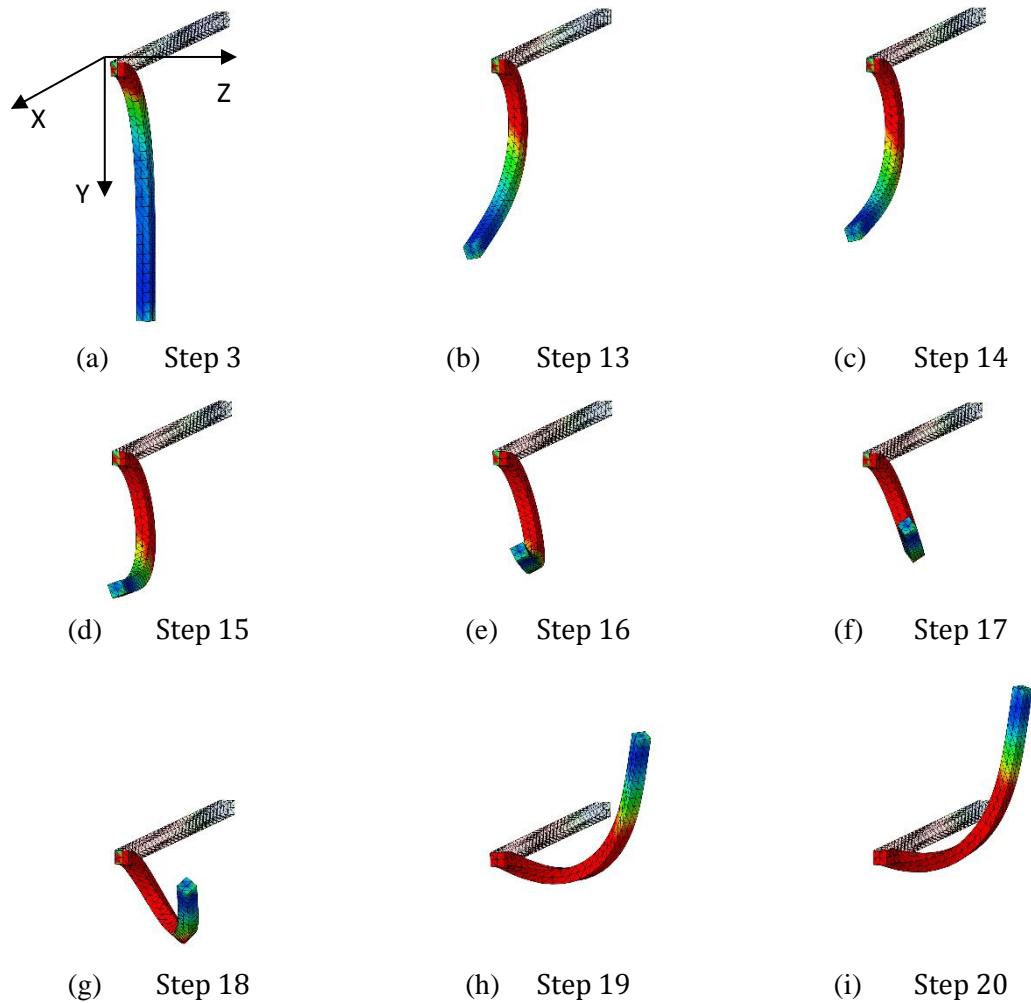 Z
X
Y
(a) Step 3
(b) Step 13
(c) Step 14
(d) Step 15
(e) Step 16
(f) Step 17
(g) Step 18
(h) Step 19
(i) Step 20